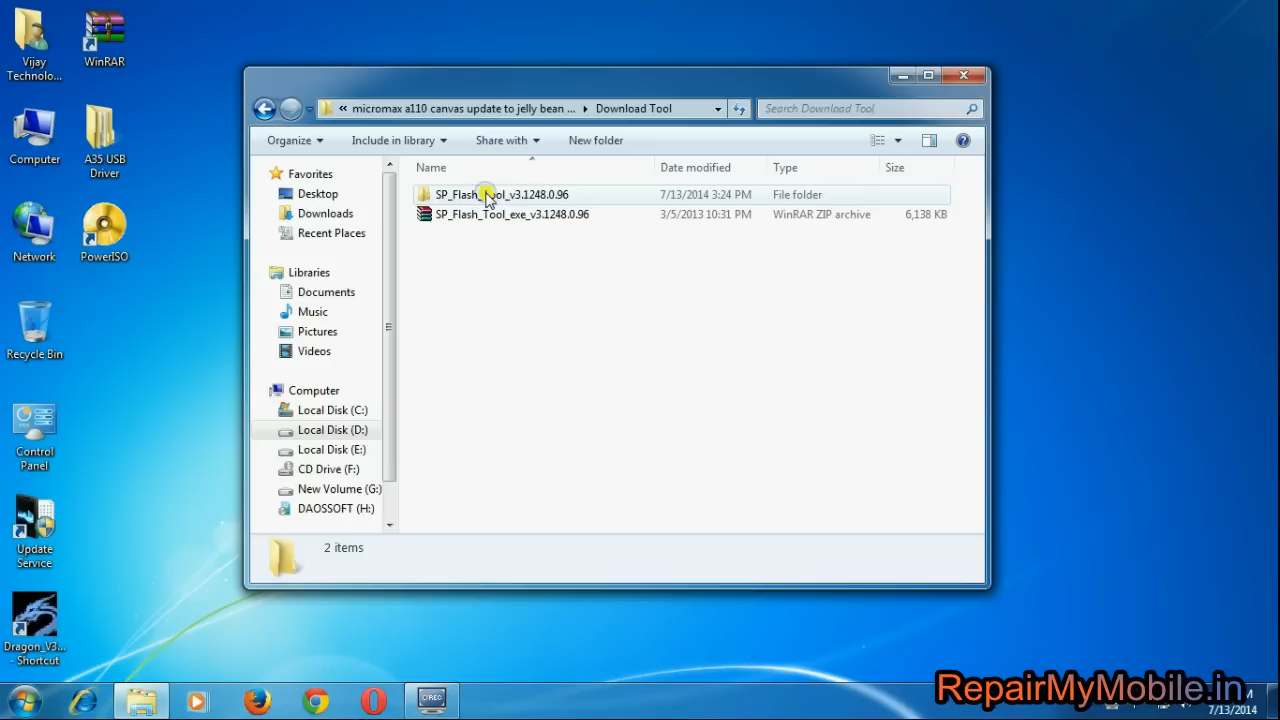 Vijay
Technolo...
WinRAR
Computer
A35 USB
Driver
Network
PowerISO
Recycle Bin
Control
Panel
Update
Service
Dragon_V3...
- Shortcut
« micromax a110 canvas update to jelly bean ... Download Tool
Search Download Tool
Organize Include in library Share with New folder
Favorites
Desktop
Downloads
Recent Places
Libraries
Documents
Music
Pictures
Videos
Computer
Local Disk (C:)
Local Disk (D:)
Local Disk (E:)
CD Drive (F:)
New Volume (G:)
DAOSSOFT (H:)
Name Date modified Type Size
SP_Flash_Tool_v3.1248.0.96 7/13/2014 3:24 PM File folder
SP_Flash_Tool_exe_v3.1248.0.96 3/5/2013 10:31 PM WinRAR ZIP archive 6,138 KB
2 items
REC
RepairMyMobile.in
7/13/2014